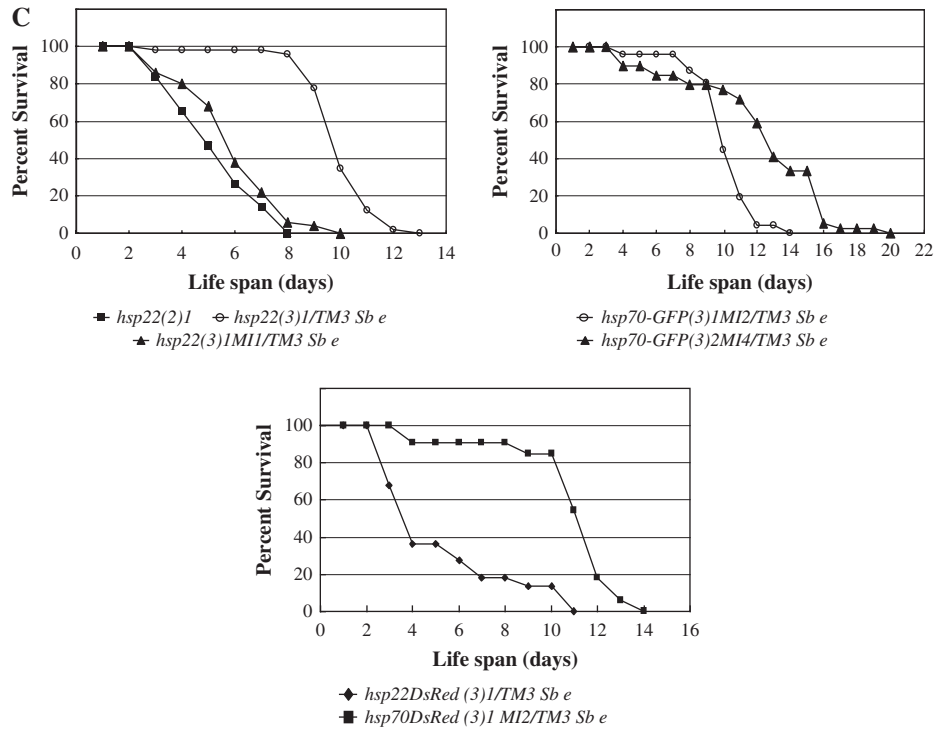 C
Percent Survival
100
80
60
40
20
0
0 2 4 6 8 10 12 14
Life span (days)
hsp22(2)1 hsp22(3)1/TM3 Sb e
hsp22(3)1MI1/TM3 Sb e
Percent Survival
100
80
60
40
20
0
0 2 4 6 8 10 12 14 16 18 20 22
Life span (days)
hsp70-GFP(3)1MI2/TM3 Sb e
hsp70-GFP(3)2MI4/TM3 Sb e
Percent Survival
100
80
60
40
20
0
0 2 4 6 8 10 12 14 16
Life span (days)
hsp22DsRed (3)1/TM3 Sb e
hsp70DsRed (3)1 MI2/TM3 Sb e